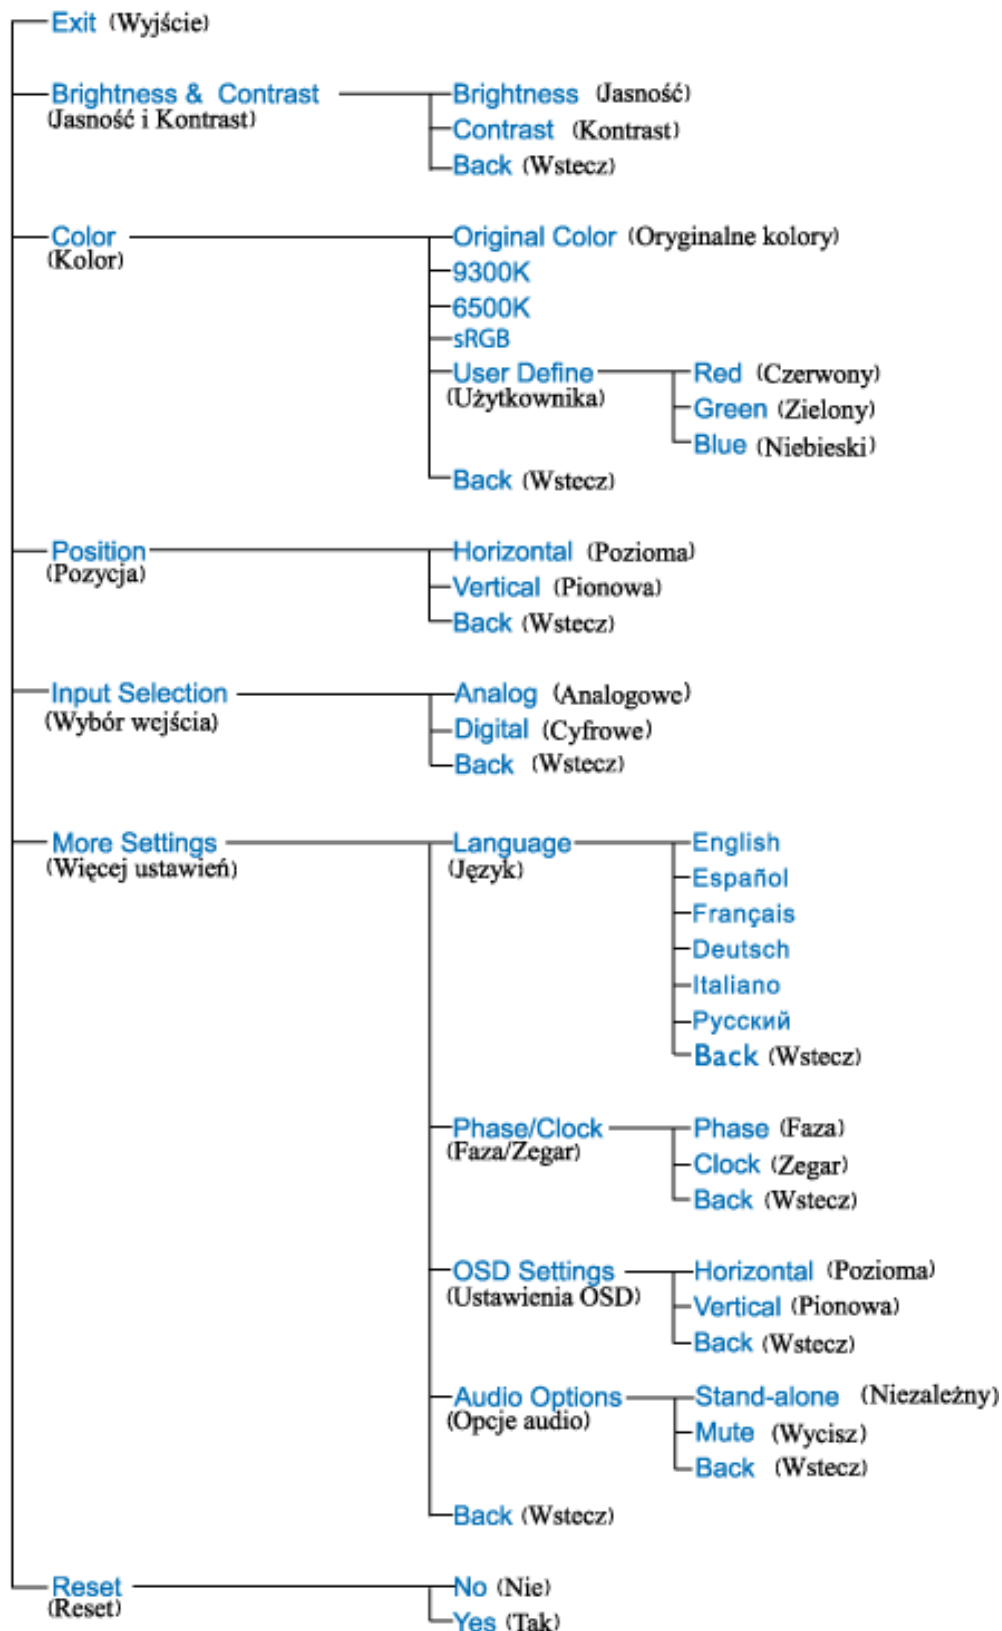 Exit (Wyjście)
Brightness & Contrast
(Jasność i Kontrast)
Brightness (Jasność)
Contrast (Kontrast)
Back (Wstecz)
Color
(Kolor)
Original Color (Oryginalne kolory)
9300K
6500K
sRGB
User Define
(Użytkownika)
Red (Czerwony)
Green (Zielony)
Blue (Niebieski)
Back (Wstecz)
Position
(Pozycja)
Horizontal (Pozioma)
Vertical (Pionowa)
Back (Wstecz)
Input Selection
(Wybór wejścia)
Analog (Analogowe)
Digital (Cyfrowe)
Back (Wstecz)
More Settings
(Więcej ustawień)
Language
(Język)
English
Español
Français
Deutsch
Italiano
Русский
Back (Wstecz)
Phase/Clock
(Faza/Zegar)
Phase (Faza)
Clock (Zegar)
Back (Wstecz)
OSD Settings
(Ustawienia OSD)
Horizontal (Pozioma)
Vertical (Pionowa)
Back (Wstecz)
Audio Options
(Opcje audio)
Stand-alone (Niezależny)
Mute (Wycisz)
Back (Wstecz)
Back (Wstecz)
Reset
(Reset)
No (Nie)
Yes (Tak)